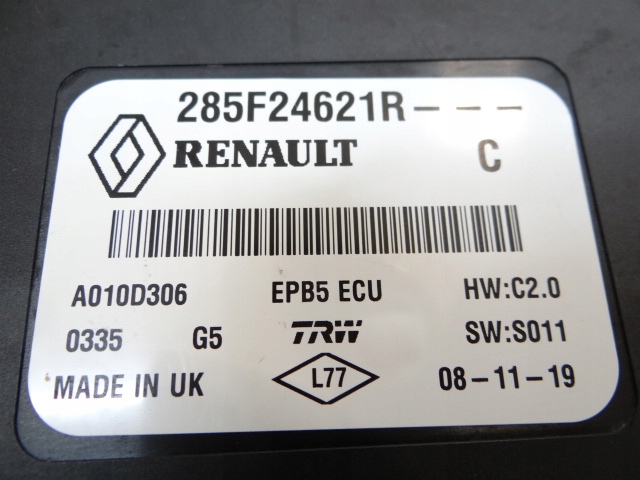 285F24621R---
RENAULT C
A010D306 EPB5 ECU HW:C2.0
0335 G5 TRW SW:S011
MADE IN UK L77 08-11-19